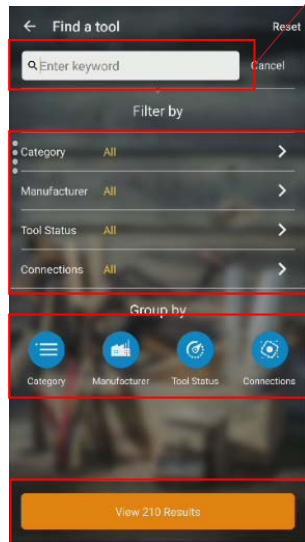 Find a tool Reset
Enter keyword Cancel
Filter by
Category All
Manufacturer All
Tool Status All
Connections All
Group by
Category Manufacturer Tool Status Connections
View 210 Results